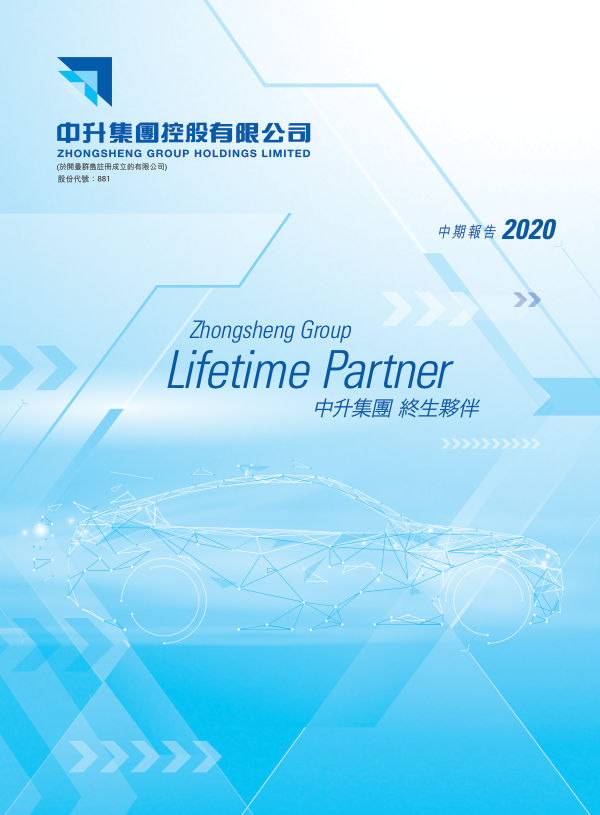 中升集團控股有限公司
ZHONGSHENG GROUP HOLDINGS LIMITED
(於開曼群島註冊成立的有限公司)
股份代號：881
中期報告 2020
Zhongsheng Group
Lifetime Partner
中升集團 終生夥伴